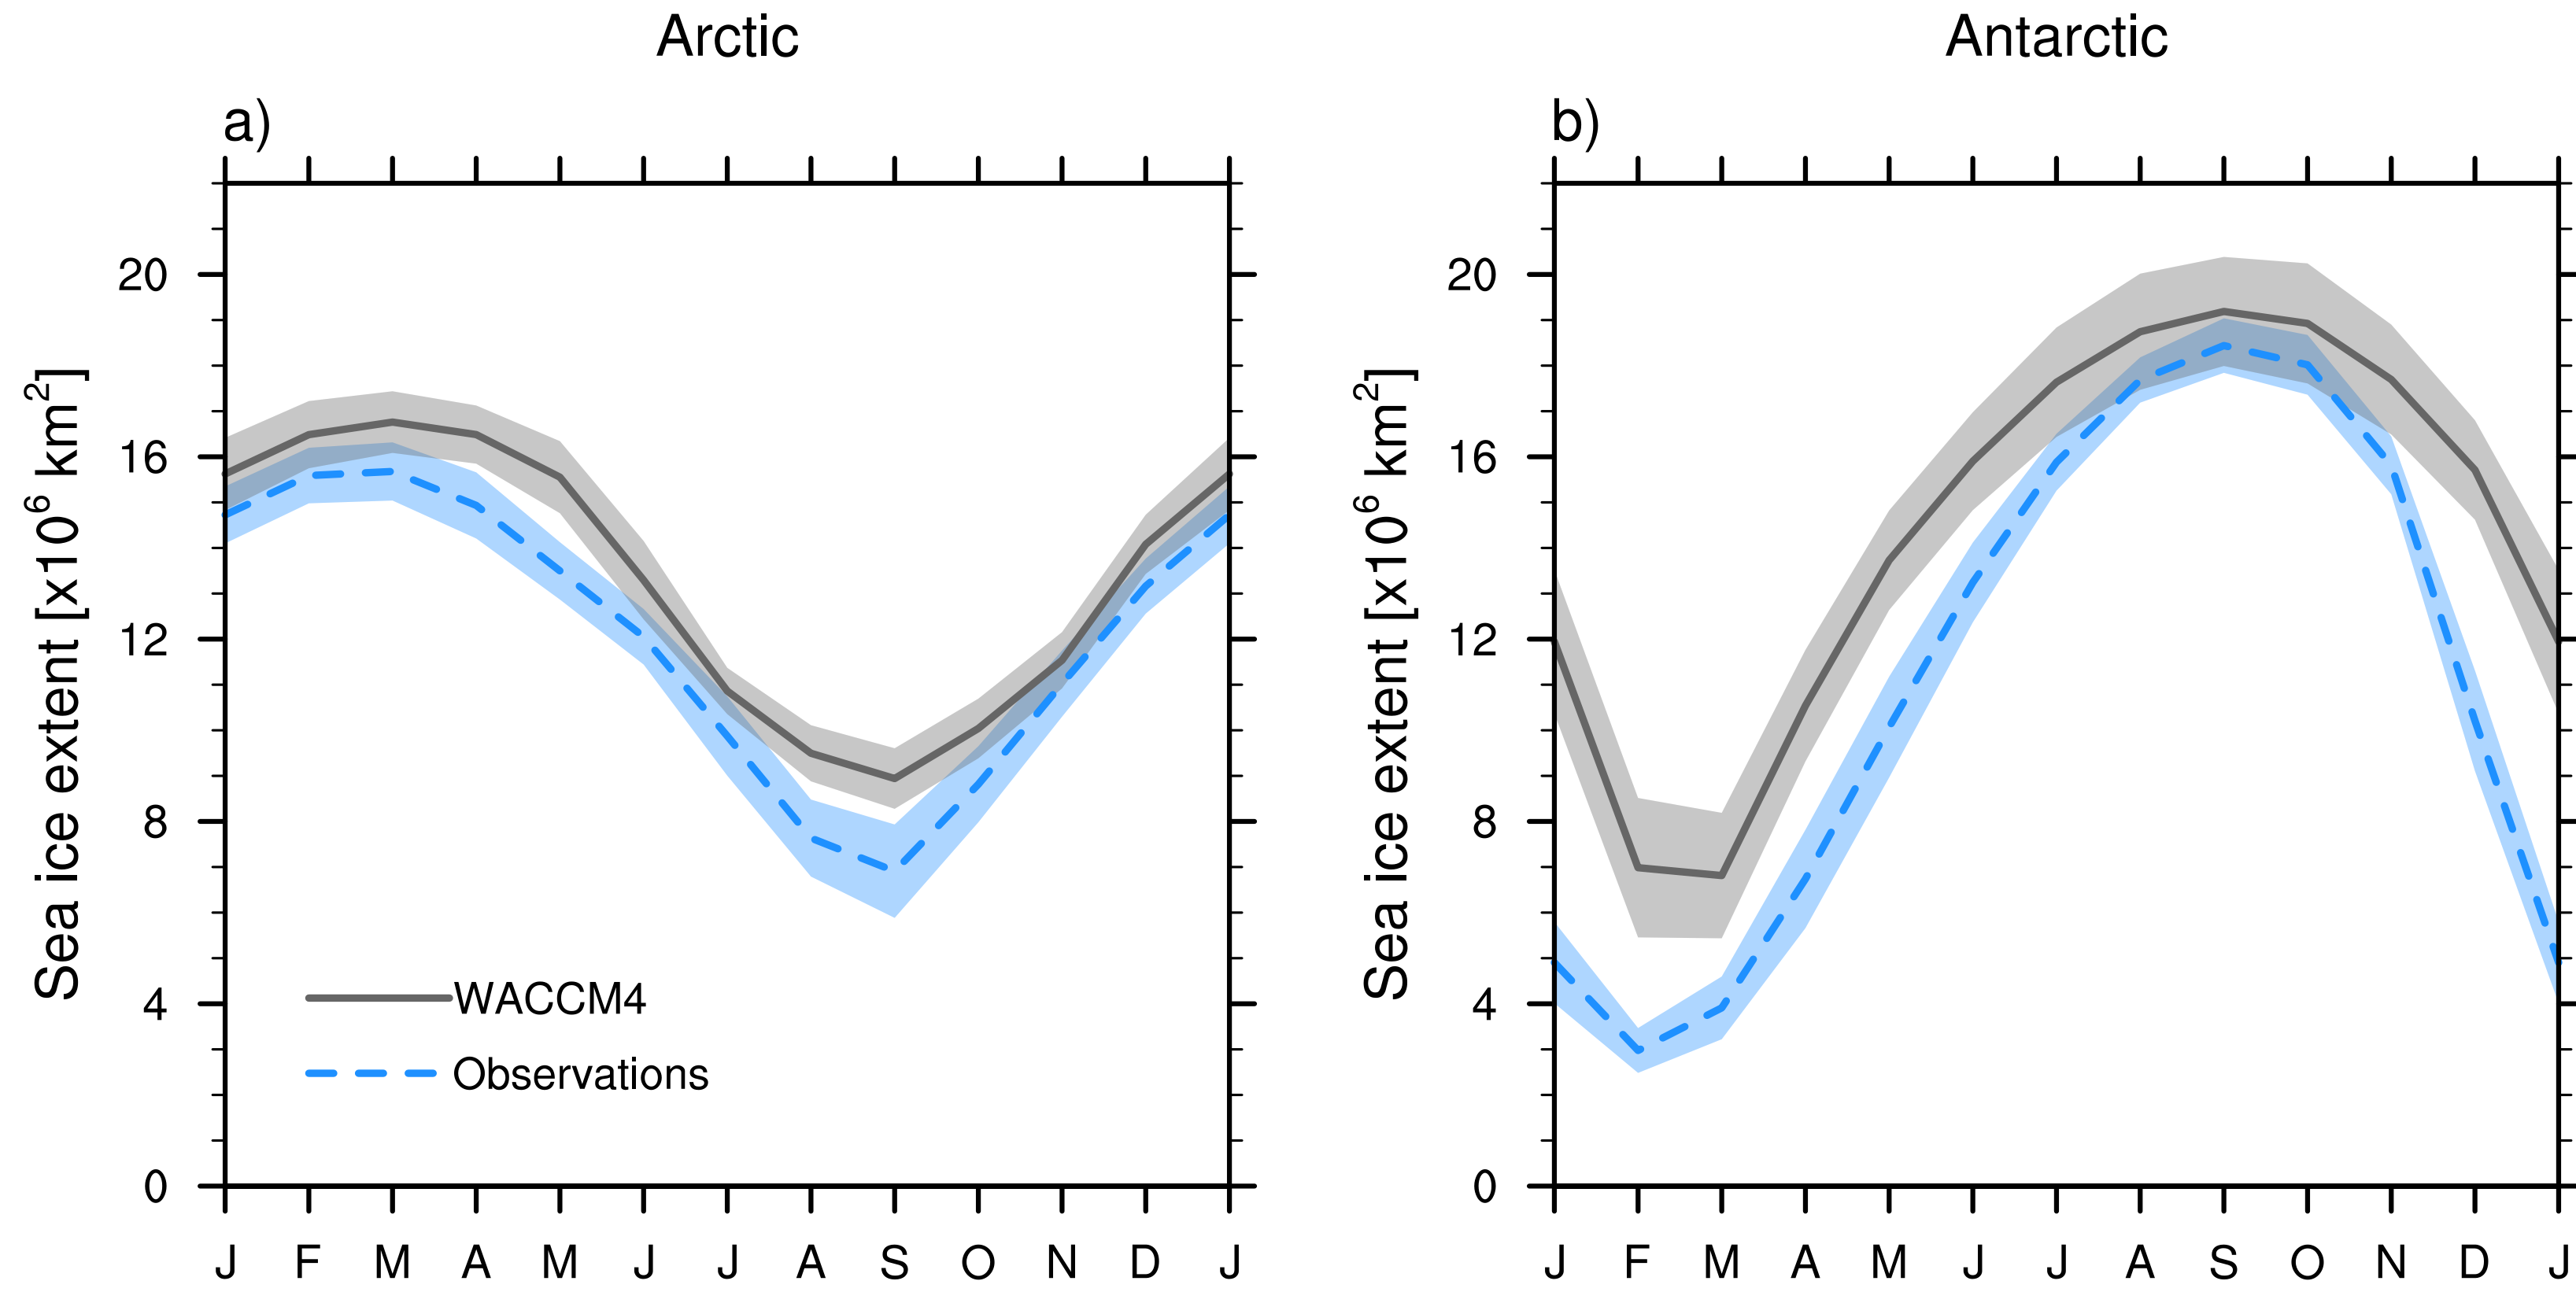 Arctic
a)
Sea ice extent [x10⁶ km²]
20
16
12
8
4
0
WACCM4
Observations
J F M A M J J A S O N D J
Antarctic
b)
Sea ice extent [x10⁶ km²]
20
16
12
8
4
0
J F M A M J J A S O N D J